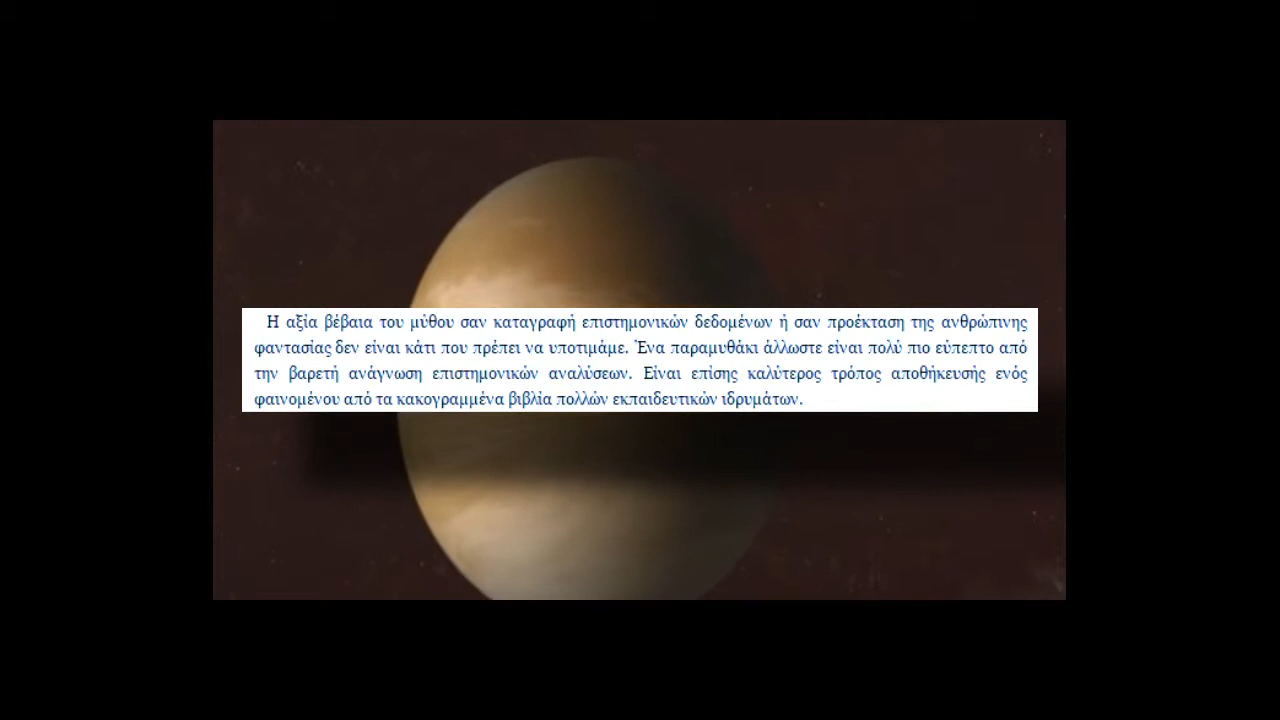 Η αξία βέβαια του μύθου σαν καταγραφή επιστημονικών δεδομένων ή σαν προέκταση της ανθρώπινης
φαντασίας δεν είναι κάτι που πρέπει να υποτιμάμε. Ένα παραμυθάκι άλλωστε είναι πολύ πιο εύπεπτο από
την βαρετή ανάγνωση επιστημονικών αναλύσεων. Είναι επίσης καλύτερος τρόπος αποθήκευσής ενός
φαινομένου από τα κακογραμμένα βιβλία πολλών εκπαιδευτικών ιδρυμάτων.